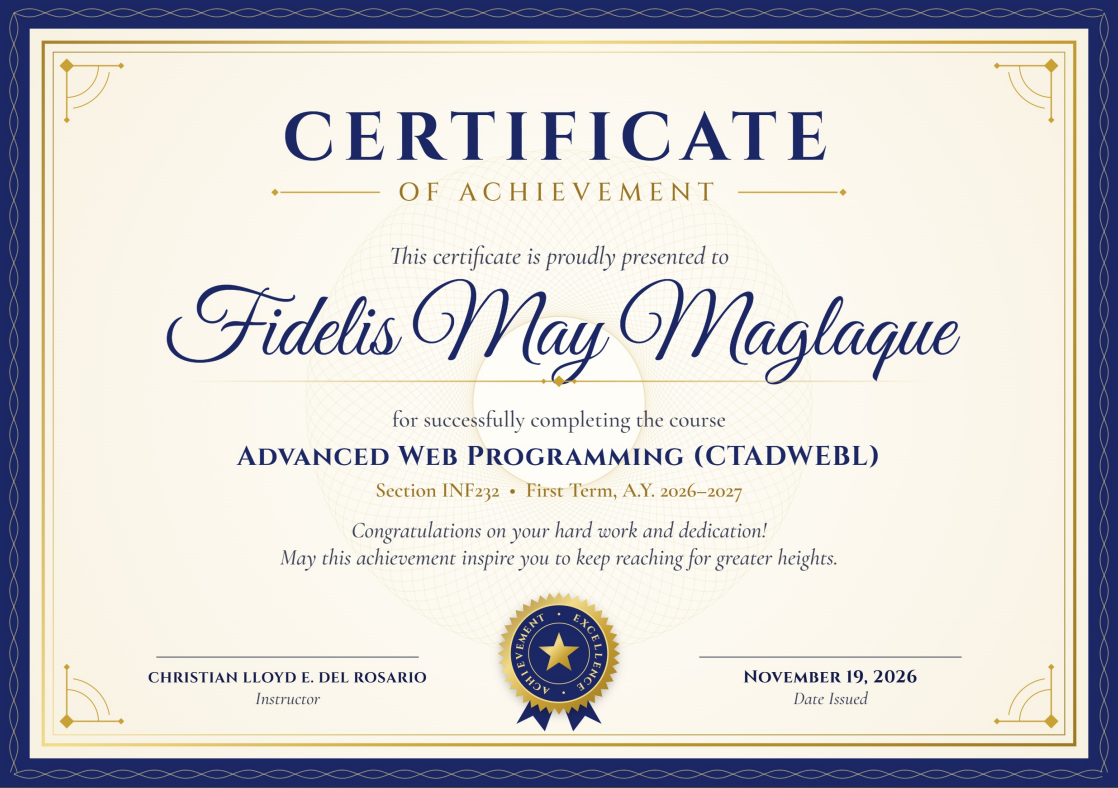 CERTIFICATE
OF ACHIEVEMENT
This certificate is proudly presented to
Fidelis May Maglaque
for successfully completing the course
Advanced Web Programming (CTADWEBL)
Section INF232 • First Term, A.Y. 2026–2027
Congratulations on your hard work and dedication!
May this achievement inspire you to keep reaching for greater heights.
ACHIEVEMENT • EXCELLENCE •
CHRISTIAN LLOYD E. DEL ROSARIO
Instructor
November 19, 2026
Date Issued